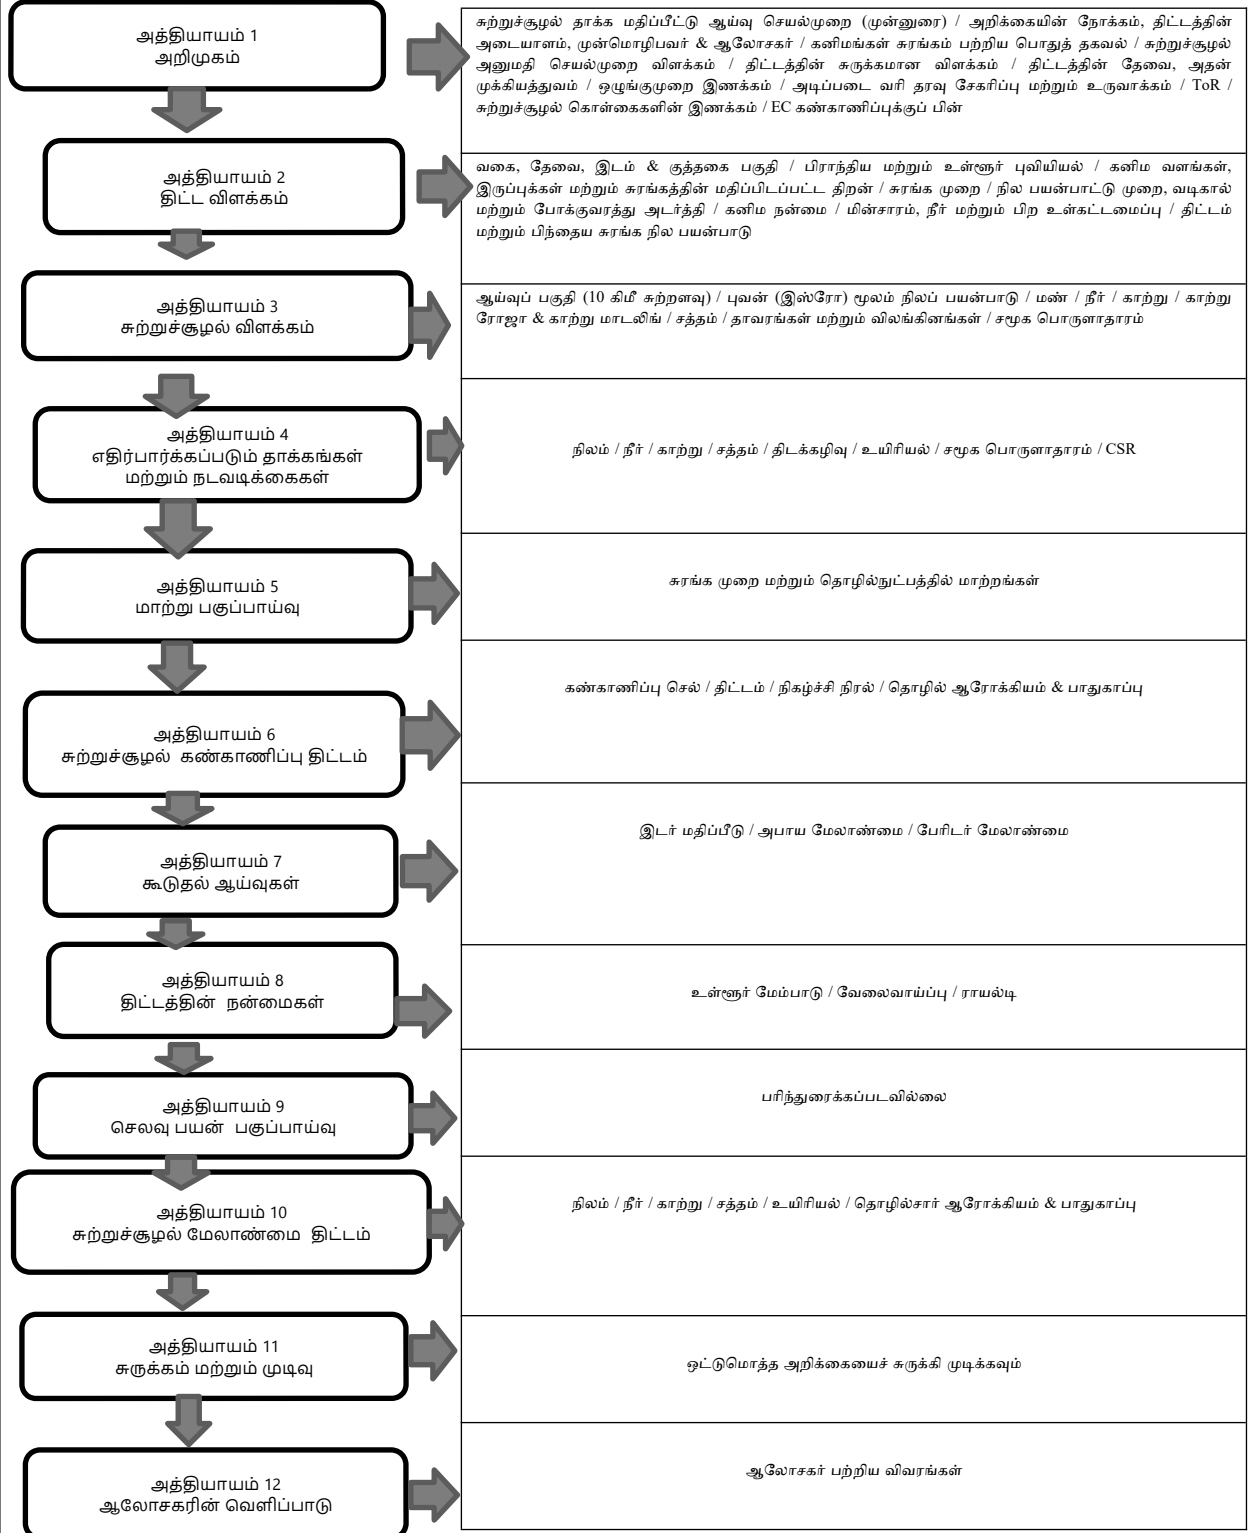 அத்தியாயம் 1
அறிமுகம்
சுற்றுச்சூழல் தாக்க மதிப்பீட்டு ஆய்வு செயல்முறை (முன்னுரை) / அறிக்கையின் நோக்கம், திட்டத்தின்
அடையாளம், முன்மொழிபவர் & ஆலோசகர் / கனிமங்கள் சுரங்கம் பற்றிய பொதுத் தகவல் / சுற்றுச்சூழல்
அனுமதி செயல்முறை விளக்கம் / திட்டத்தின் சுருக்கமான விளக்கம் / திட்டத்தின் தேவை, அதன்
முக்கியத்துவம் / ஒழுங்குமுறை இணக்கம் / அடிப்படை வரி தரவு சேகரிப்பு மற்றும் உருவாக்கம் / ToR /
சுற்றுச்சூழல் கொள்கைகளின் இணக்கம் / EC கண்காணிப்புக்குப் பின்
அத்தியாயம் 2
திட்ட விளக்கம்
வகை, தேவை, இடம் & குத்தகை பகுதி / பிராந்திய மற்றும் உள்ளூர் புவியியல் / கனிம வளங்கள்,
இருப்புக்கள் மற்றும் சுரங்கத்தின் மதிப்பிடப்பட்ட திறன் / சுரங்க முறை / நில பயன்பாட்டு முறை, வடிகால்
மற்றும் போக்குவரத்து அடர்த்தி / கனிம நன்மை / மின்சாரம், நீர் மற்றும் பிற உள்கட்டமைப்பு / திட்டம்
மற்றும் பிந்தைய சுரங்க நில பயன்பாடு
அத்தியாயம் 3
சுற்றுச்சூழல் விளக்கம்
ஆய்வுப் பகுதி (10 கிமீ சுற்றளவு) / புவன் (இஸ்ரோ) மூலம் நிலப் பயன்பாடு / மண் / நீர் / காற்று / காற்று
ரோஜா & காற்று மாடலிங் / சத்தம் / தாவரங்கள் மற்றும் விலங்கினங்கள் / சமூக பொருளாதாரம்
அத்தியாயம் 4
எதிர்பார்க்கப்படும் தாக்கங்கள்
மற்றும் நடவடிக்கைகள்
நிலம் / நீர் / காற்று / சத்தம் / திடக்கழிவு / உயிரியல் / சமூக பொருளாதாரம் / CSR
அத்தியாயம் 5
மாற்று பகுப்பாய்வு
சுரங்க முறை மற்றும் தொழில்நுட்பத்தில் மாற்றங்கள்
அத்தியாயம் 6
சுற்றுச்சூழல் கண்காணிப்பு திட்டம்
கண்காணிப்பு செல் / திட்டம் / நிகழ்ச்சி நிரல் / தொழில் ஆரோக்கியம் & பாதுகாப்பு
அத்தியாயம் 7
கூடுதல் ஆய்வுகள்
இடர் மதிப்பீடு / அபாய மேலாண்மை / பேரிடர் மேலாண்மை
அத்தியாயம் 8
திட்டத்தின் நன்மைகள்
உள்ளூர் மேம்பாடு / வேலைவாய்ப்பு / ராயல்டி
அத்தியாயம் 9
செலவு பயன் பகுப்பாய்வு
பரிந்துரைக்கப்படவில்லை
அத்தியாயம் 10
சுற்றுச்சூழல் மேலாண்மை திட்டம்
நிலம் / நீர் / காற்று / சத்தம் / உயிரியல் / தொழில்சார் ஆரோக்கியம் & பாதுகாப்பு
அத்தியாயம் 11
சுருக்கம் மற்றும் முடிவு
ஒட்டுமொத்த அறிக்கையைச் சுருக்கி முடிக்கவும்
அத்தியாயம் 12
ஆலோசகரின் வெளிப்பாடு
ஆலோசகர் பற்றிய விவரங்கள்